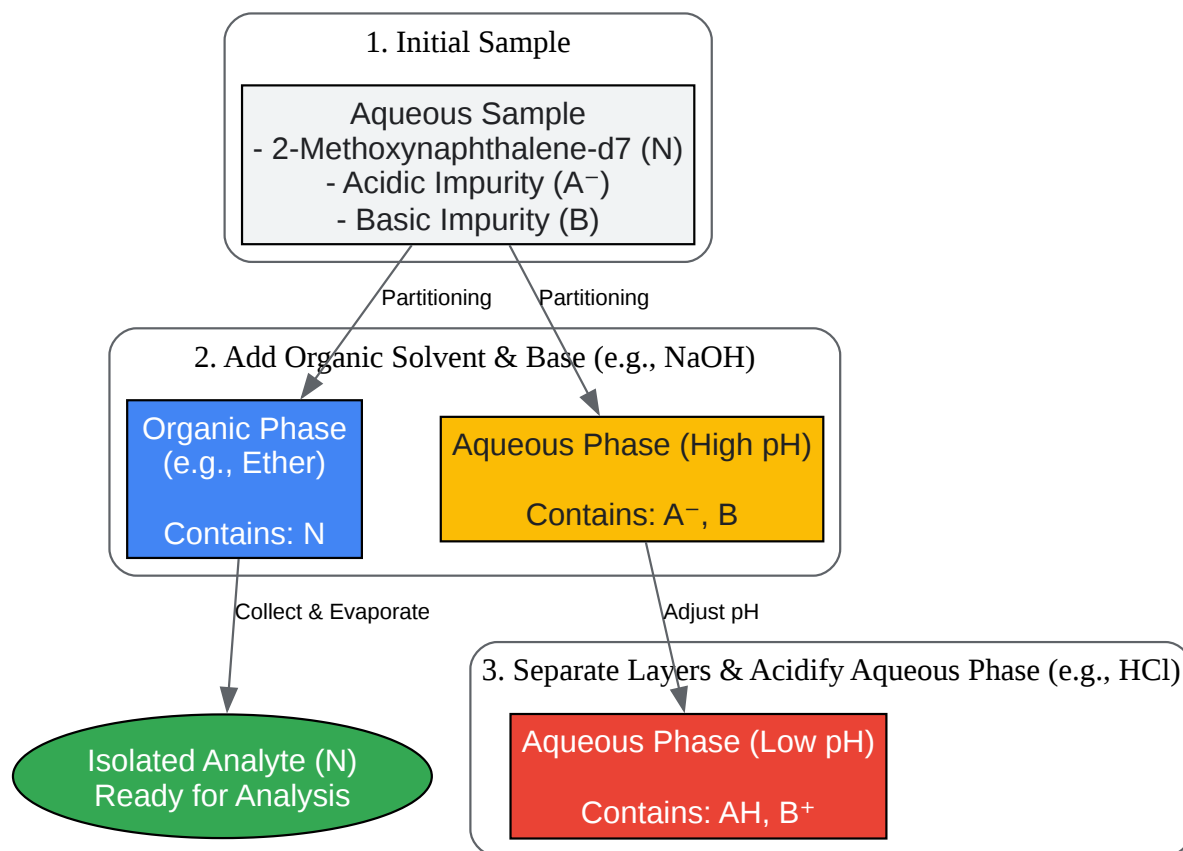 1. Initial Sample
Aqueous Sample
- 2-Methoxynaphthalene-d7 (N)
- Acidic Impurity (A⁻)
- Basic Impurity (B)
Partitioning
Partitioning
2. Add Organic Solvent & Base (e.g., NaOH)
Organic Phase
(e.g., Ether)
Contains: N
Aqueous Phase (High pH)
Contains: A⁻, B
Collect & Evaporate
Adjust pH
3. Separate Layers & Acidify Aqueous Phase (e.g., HCl)
Isolated Analyte (N)
Ready for Analysis
Aqueous Phase (Low pH)
Contains: AH, B⁺